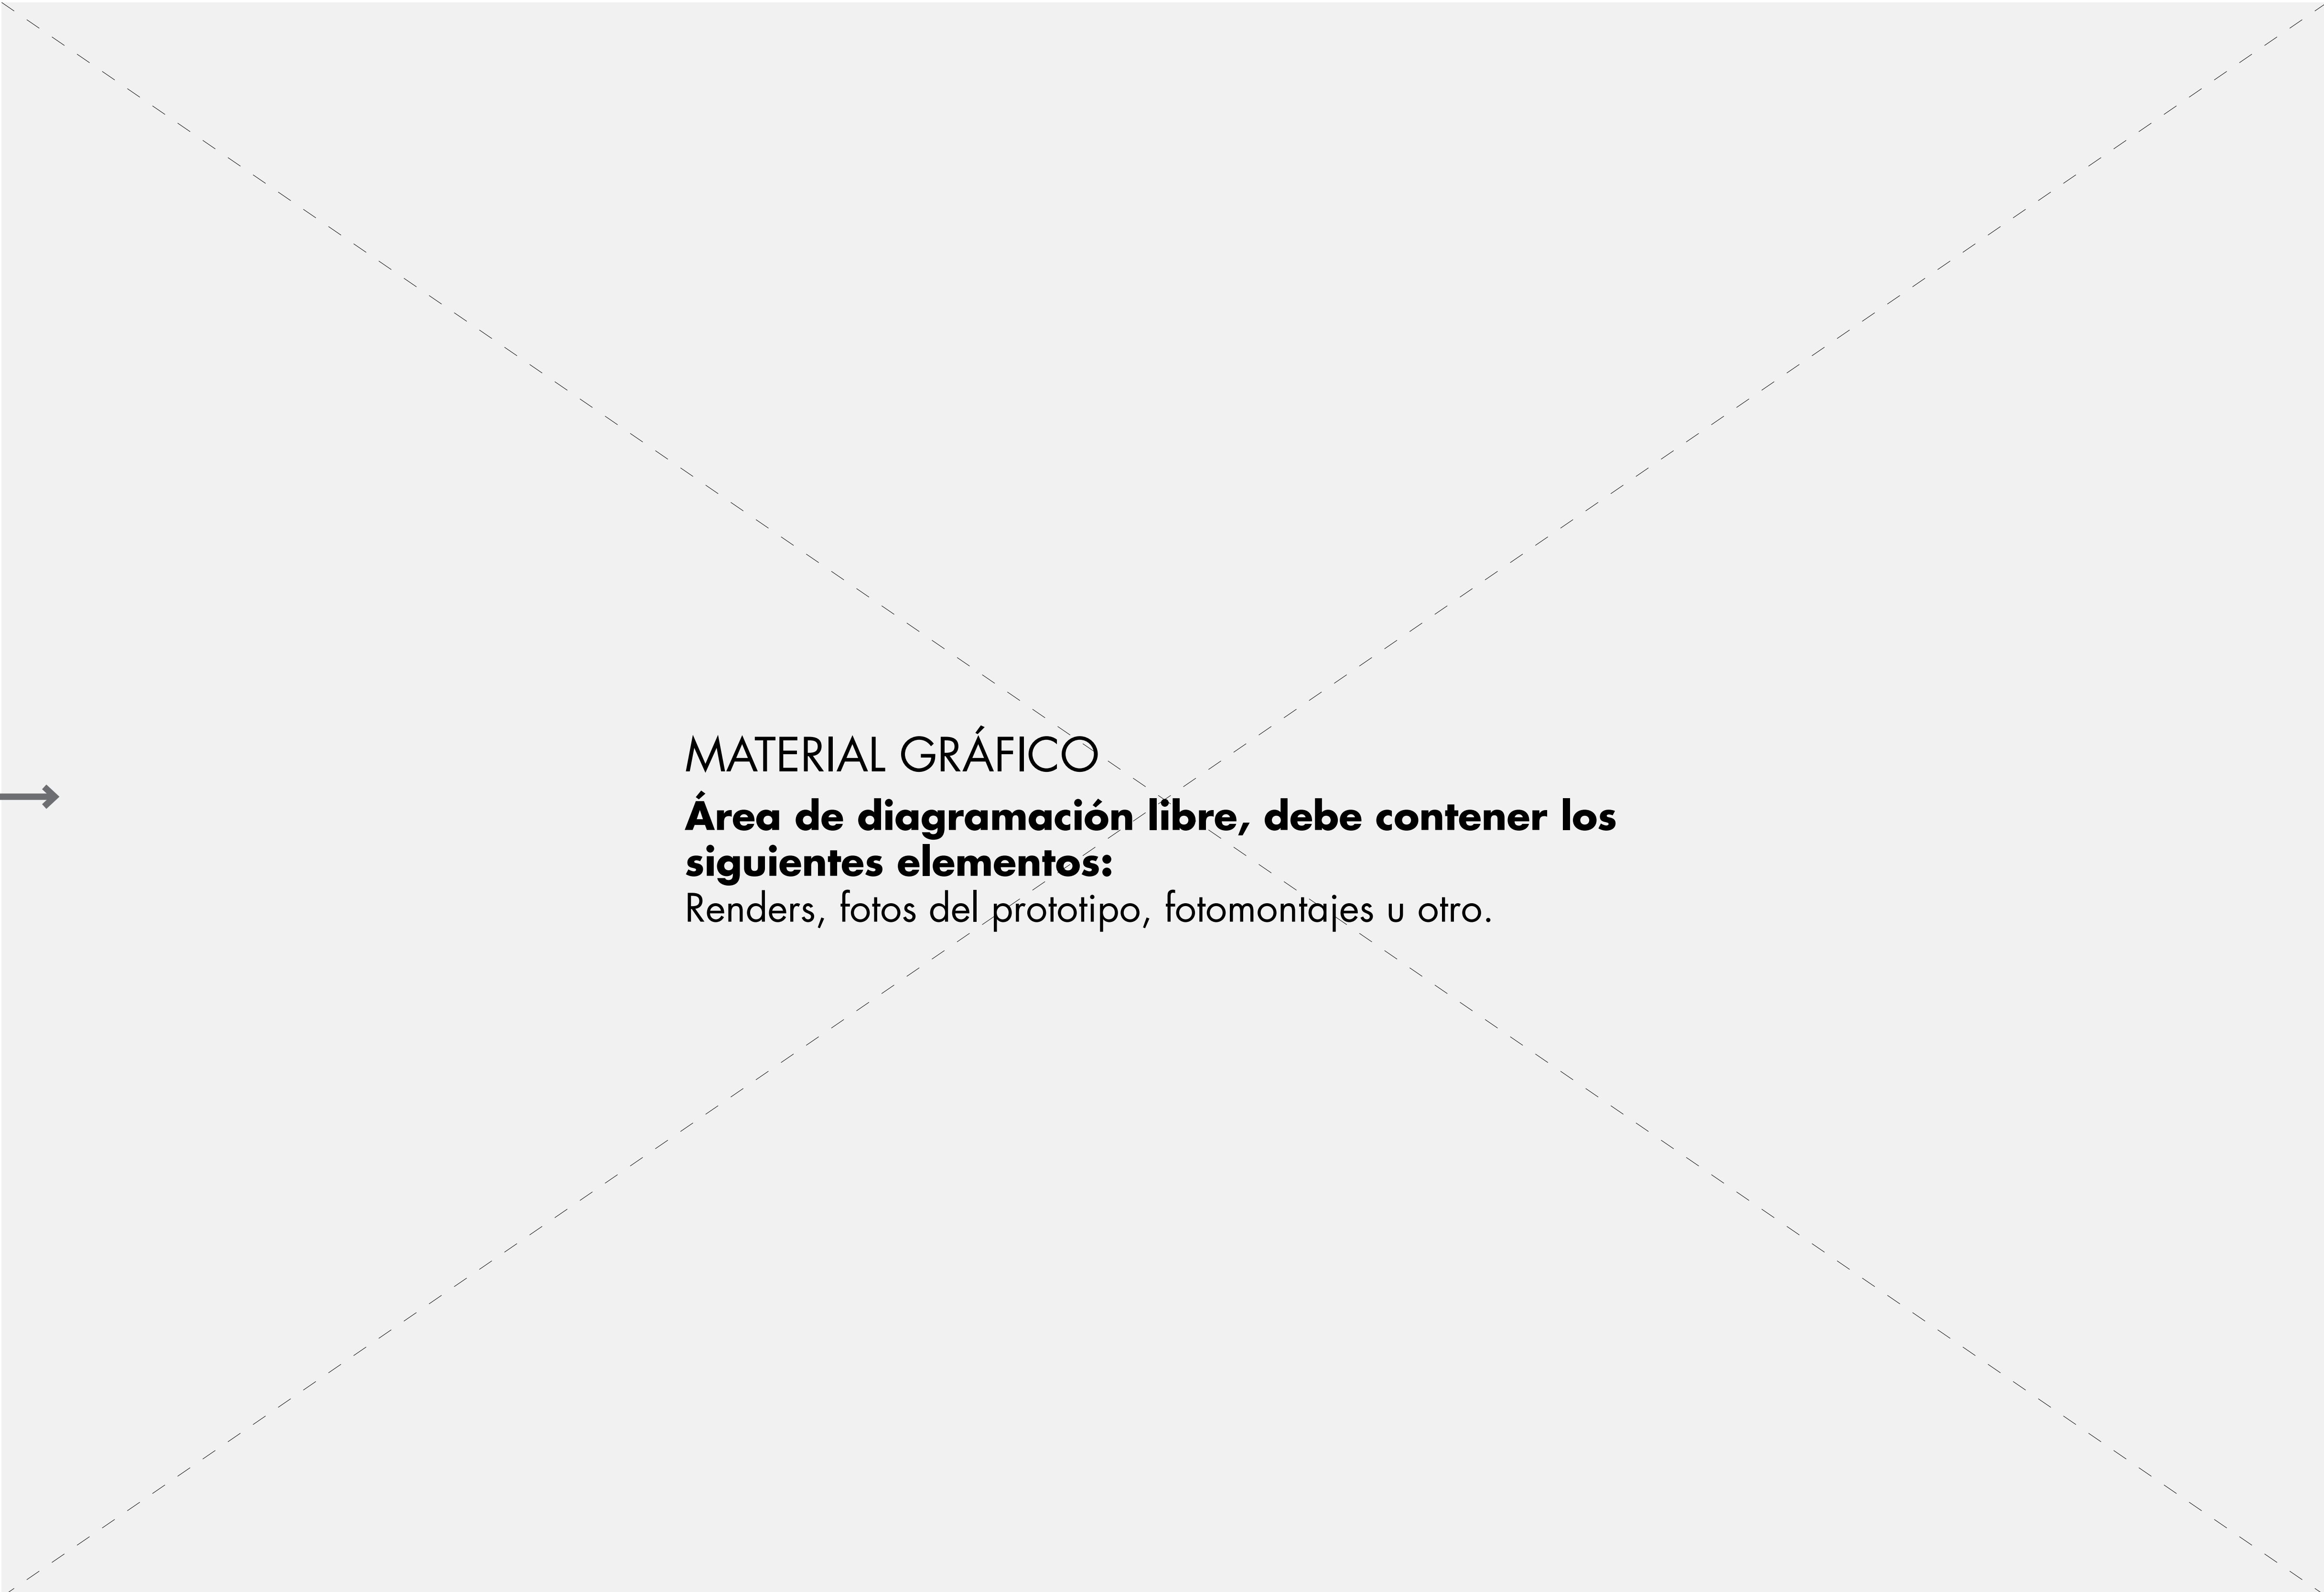 MATERIAL GRÁFICO
Área de diagramación libre, debe contener los
siguientes elementos:
Renders, fotos del prototipo, fotomontajes u otro.